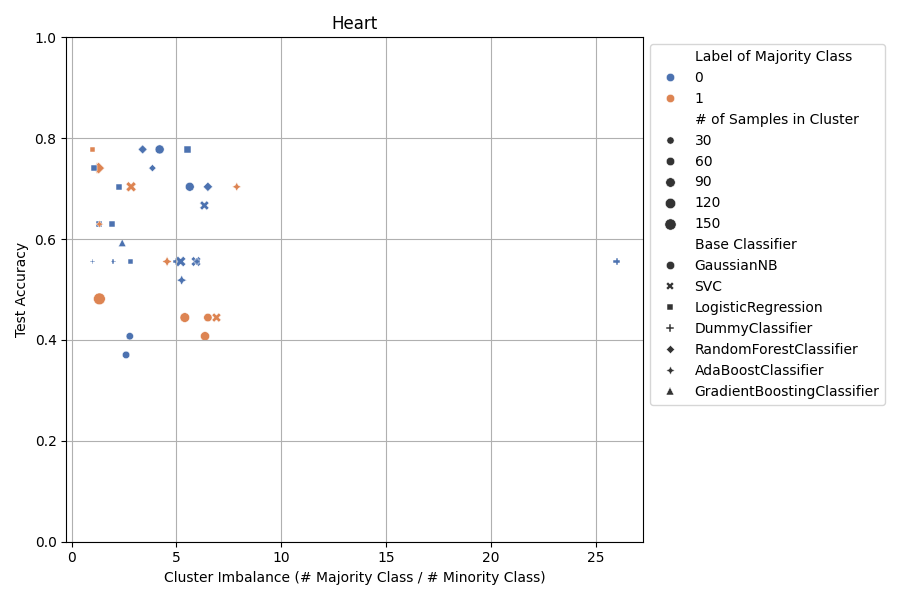 Heart
Test Accuracy
1.0
0.8
0.6
0.4
0.2
0.0
0
5
10
15
20
25
Cluster Imbalance (# Majority Class / # Minority Class)
Label of Majority Class
0
1
# of Samples in Cluster
30
60
90
120
150
Base Classifier
GaussianNB
SVC
LogisticRegression
DummyClassifier
RandomForestClassifier
AdaBoostClassifier
GradientBoostingClassifier